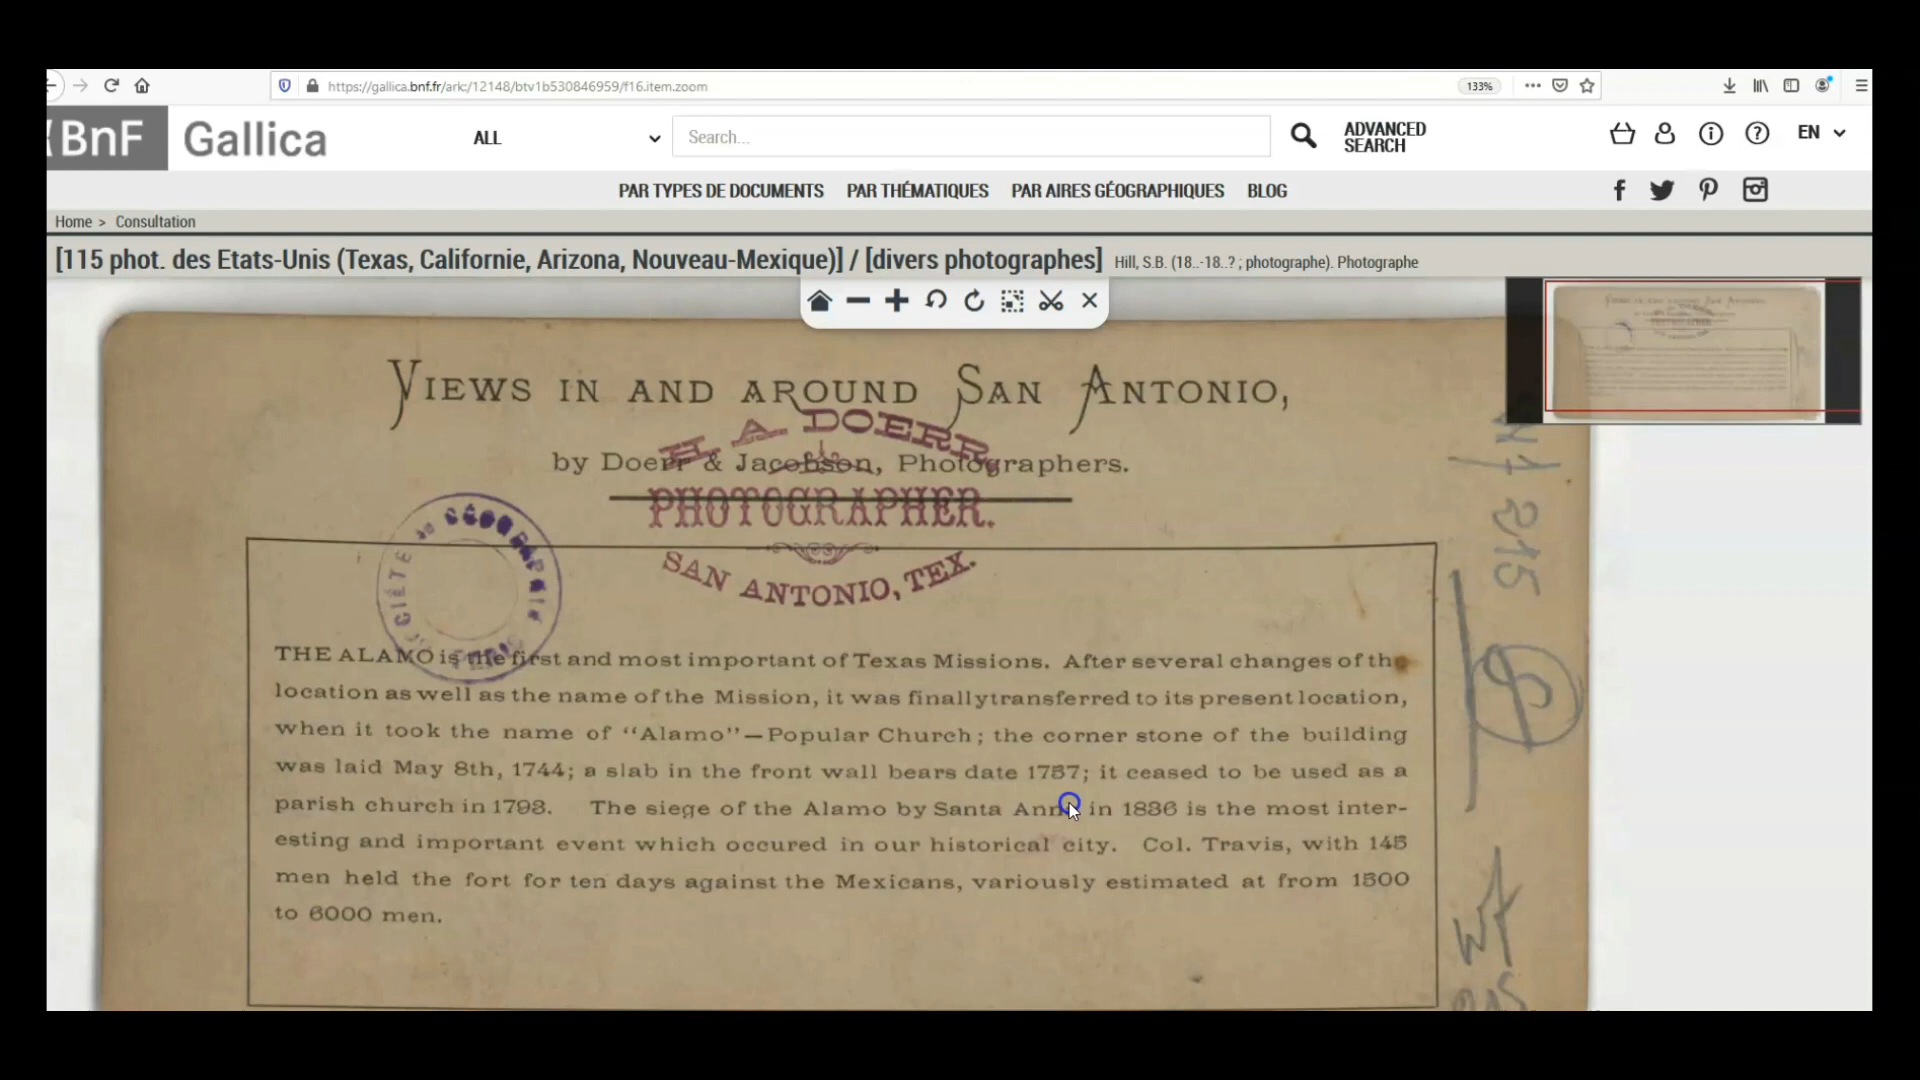 https://gallica.bnf.fr/ark:/12148/btv1b530846959/f16.item.zoom
133%
BnF Gallica
ALL
Search...
ADVANCED
SEARCH
EN
PAR TYPES DE DOCUMENTS PAR THÉMATIQUES PAR AIRES GÉOGRAPHIQUES BLOG
Home > Consultation
[115 phot. des Etats-Unis (Texas, Californie, Arizona, Nouveau-Mexique)] / [divers photographes] Hill, S.B. (18..-18..? ; photographe). Photographe
VIEWS IN AND AROUND SAN ANTONIO,
H A DOERR,
by Doerr & Jacobson, Photographers.
PHOTOGRAPHER.
SAN ANTONIO, TEX.
SOCIÉTÉ de GÉOGRAPHIE PARIS
THE ALAMO is the first and most important of Texas Missions. After several changes of the
location as well as the name of the Mission, it was finally transferred to its present location,
when it took the name of "Alamo"—Popular Church; the corner stone of the building
was laid May 8th, 1744; a slab in the front wall bears date 1757; it ceased to be used as a
parish church in 1793. The siege of the Alamo by Santa Anna in 1836 is the most inter-
esting and important event which occured in our historical city. Col. Travis, with 145
men held the fort for ten days against the Mexicans, variously estimated at from 1500
to 6000 men.
215